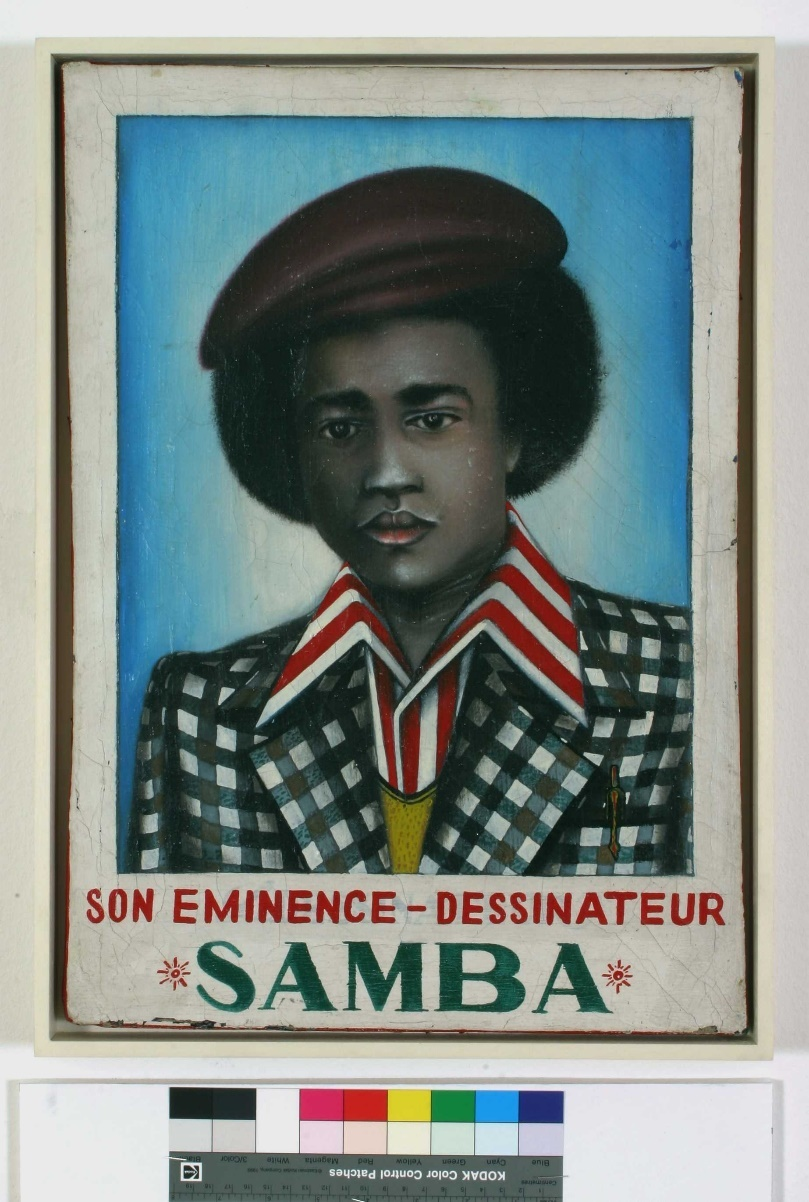 SON EMINENCE - DESSINATEUR
SAMBA
Blue Cyan Green Yellow Red Magenta White 3/Color Black
KODAK Color Control Patches